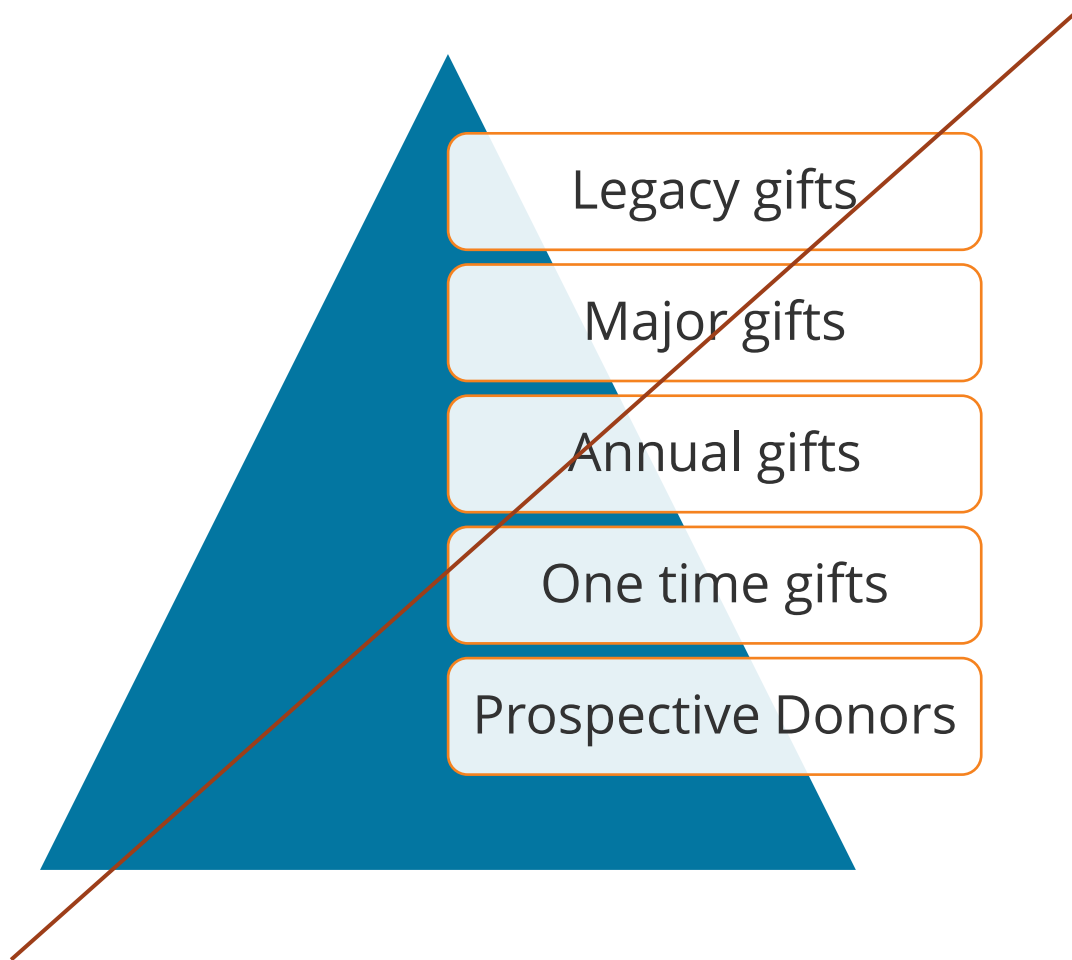 Legacy gifts
Major gifts
Annual gifts
One time gifts
Prospective Donors